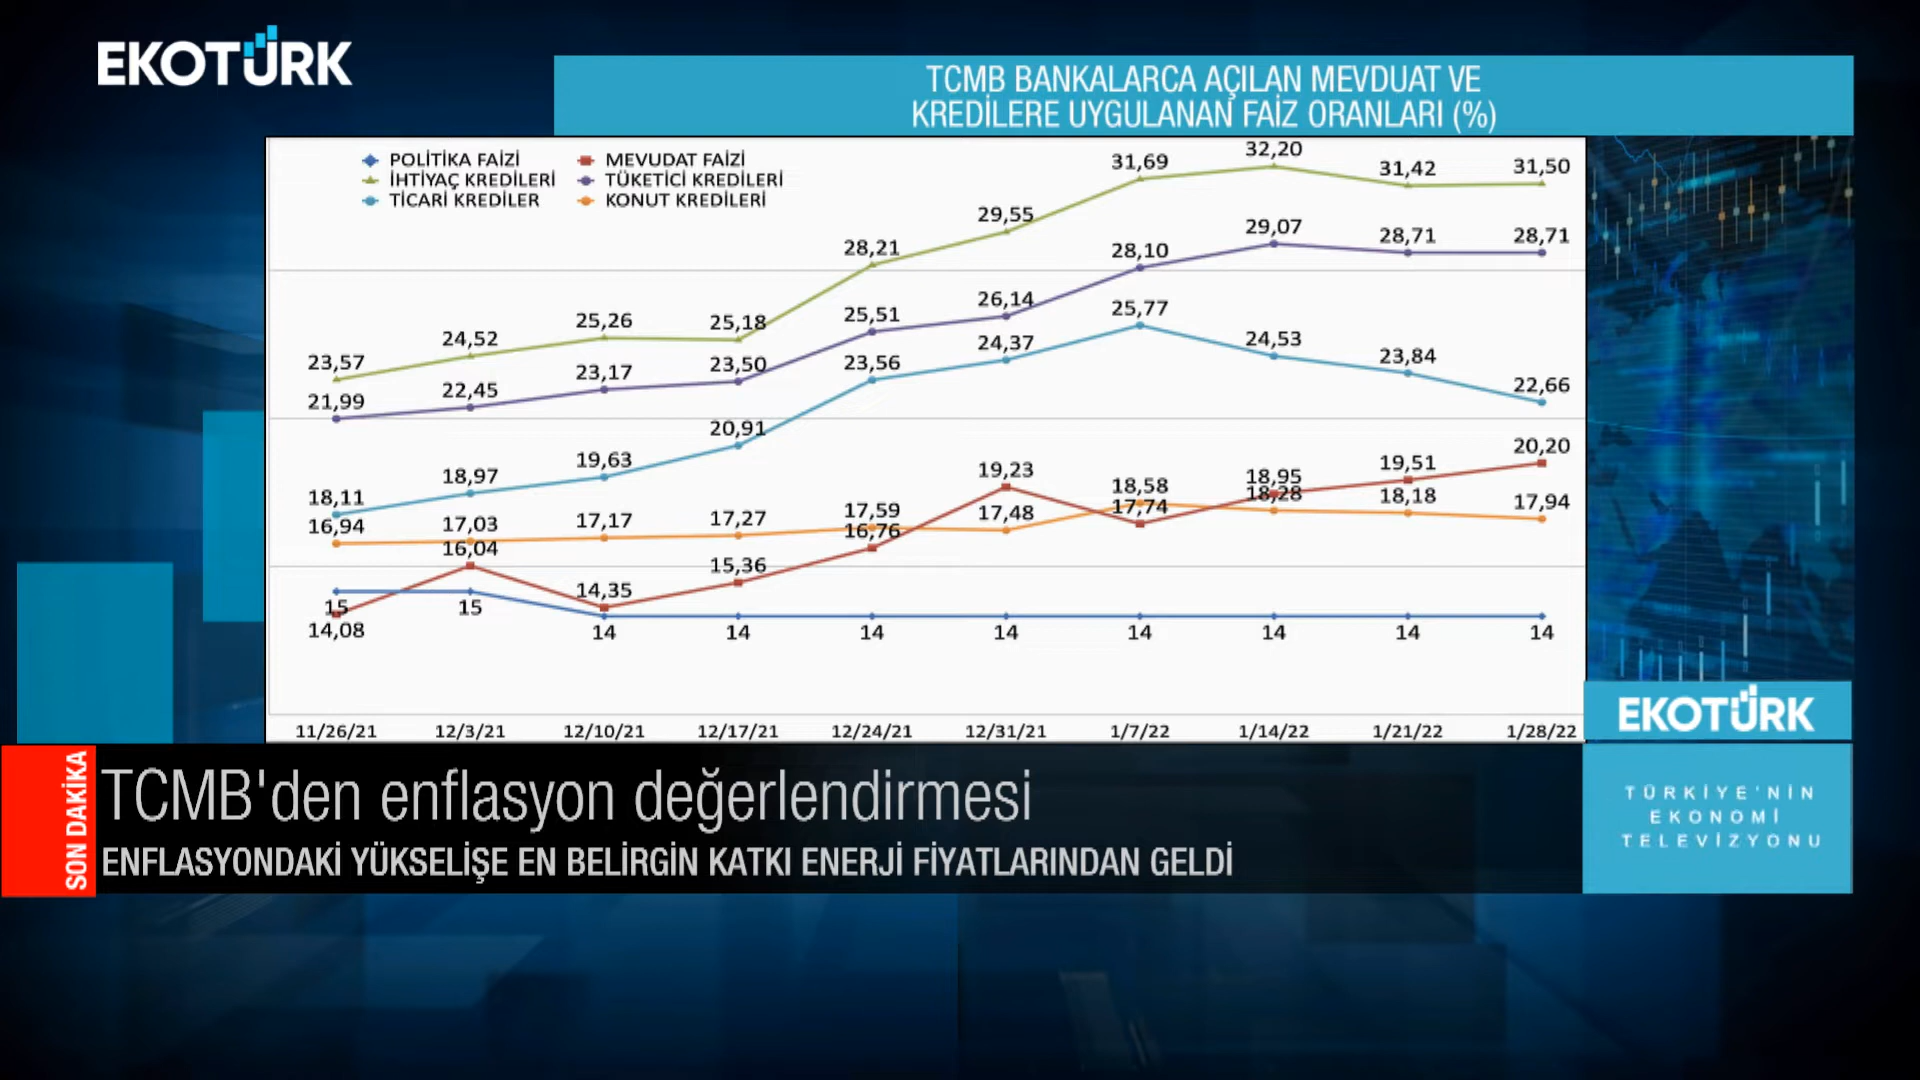 EKOTÜRK
TCMB BANKALARCA AÇILAN MEVDUAT VE
KREDİLERE UYGULANAN FAİZ ORANLARI (%)
POLİTİKA FAİZİ
MEVUDAT FAİZİ
İHTİYAÇ KREDİLERİ
TÜKETİCİ KREDİLERİ
TİCARİ KREDİLER
KONUT KREDİLERİ
23,57 24,52 25,26 25,18 28,21 29,55 31,69 32,20 31,42 31,50
21,99 22,45 23,17 23,50 25,51 26,14 28,10 29,07 28,71 28,71
18,11 18,97 19,63 20,91 23,56 24,37 25,77 24,53 23,84 22,66
16,94 17,03 17,17 17,27 17,59 17,48 18,58 18,28 18,18 17,94
14,08 16,04 14,35 15,36 16,76 19,23 17,74 18,95 19,51 20,20
15 15 14 14 14 14 14 14 14 14
11/26/21 12/3/21 12/10/21 12/17/21 12/24/21 12/31/21 1/7/22 1/14/22 1/21/22 1/28/22
EKOTÜRK
SON DAKİKA
TCMB'den enflasyon değerlendirmesi
ENFLASYONDAKİ YÜKSELİŞE EN BELİRGİN KATKI ENERJİ FİYATLARINDAN GELDİ
TÜRKİYE'NİN
EKONOMİ
TELEVİZYONU